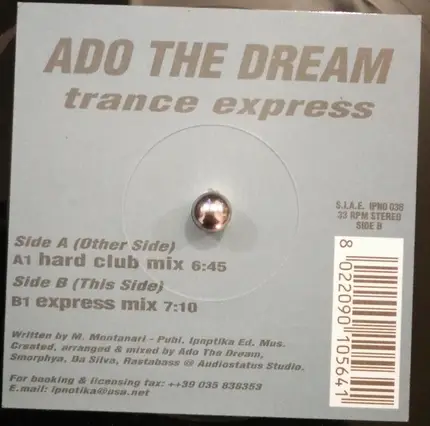 ADO THE DREAM
trance express
S.I.A.E. IPNO 038
33 RPM STEREO
SIDE B
Side A (Other Side)
A1 hard club mix 6:45
Side B (This Side)
B1 express mix 7:10
Written by M. Montanari - Publ. Ipnptika Ed. Mus.
Created, arranged & mixed by Ado The Dream,
Smorphya, Da Silva, Rastabass @ Audiostatus Studio.
For booking & licensing fax: ++39 035 838353
E.mail: ipnotika@usa.net
8 022090 105641